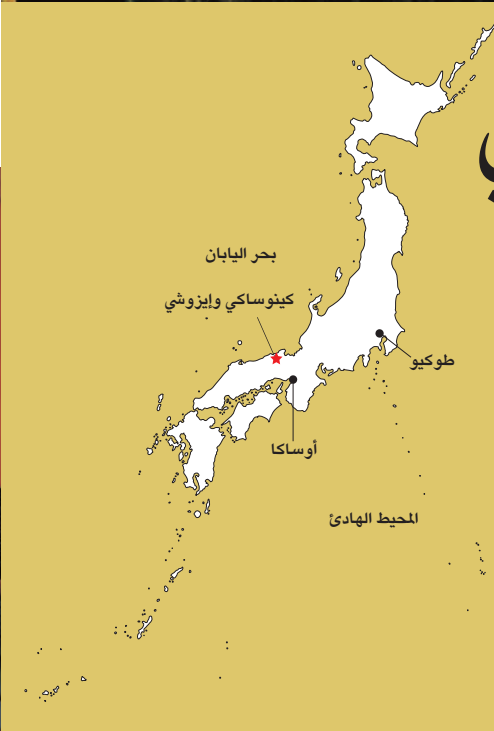 بحر اليابان
كينوساكي وإيزوشي
طوكيو
أوساكا
المحيط الهادئ